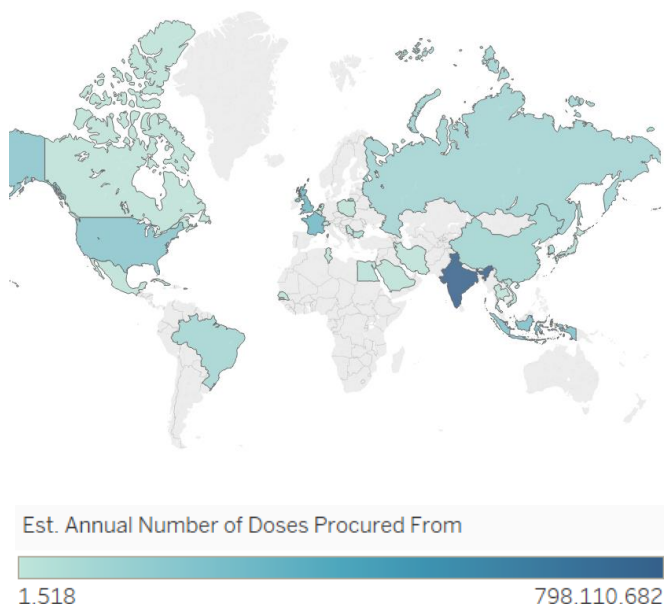 Est. Annual Number of Doses Procured From
1,518 798,110,682